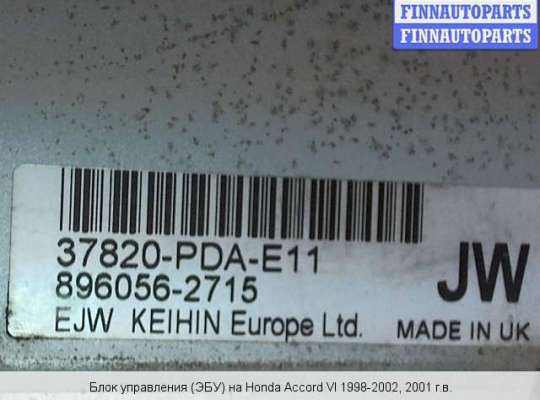 FINNAUTOPARTS
FINNAUTOPARTS
37820-PDA-E11
896056-2715
JW
EJW KEIHIN Europe Ltd.
MADE IN UK
Блок управления (ЭБУ) на Honda Accord VI 1998-2002, 2001 г.в.